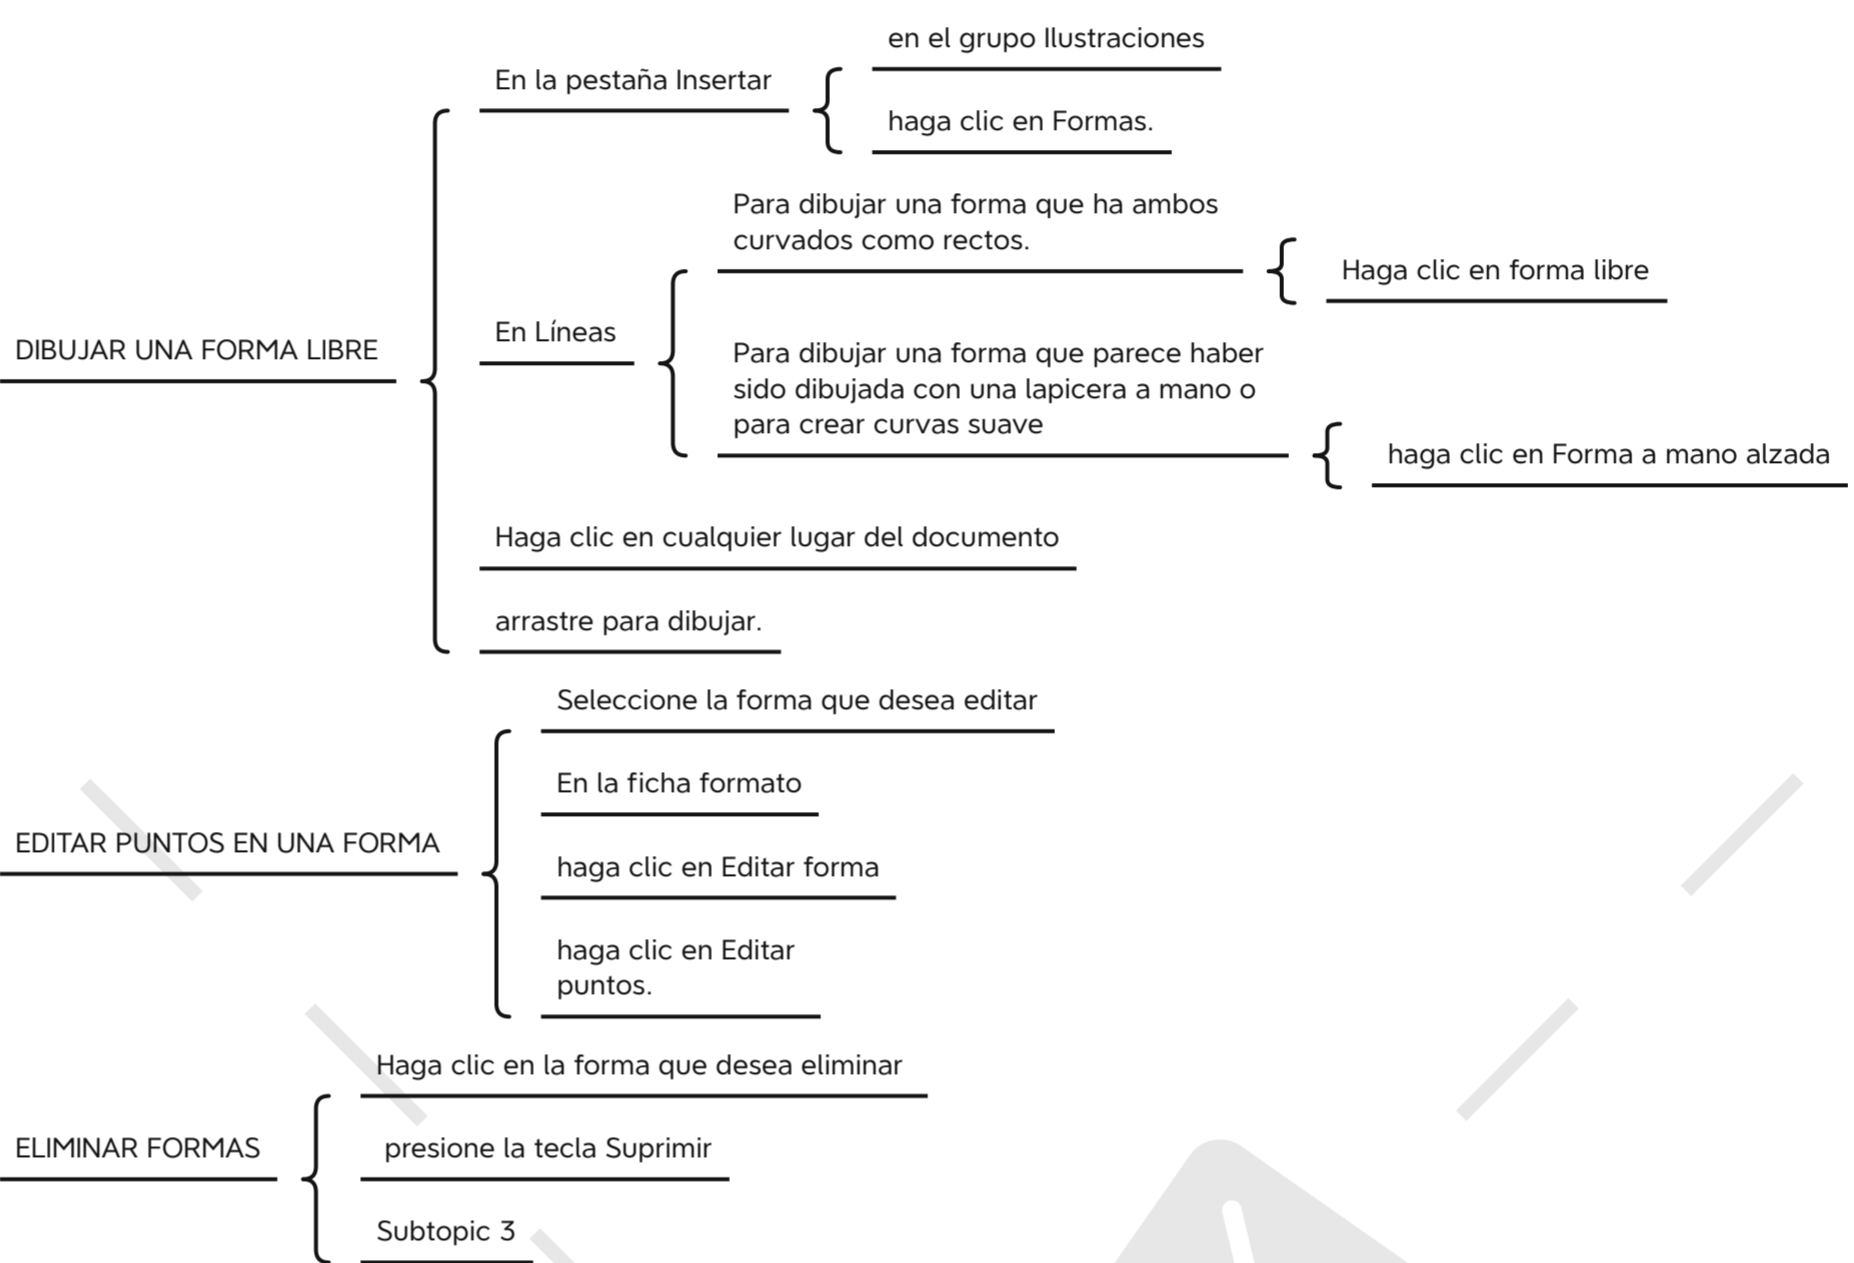 DIBUJAR UNA FORMA LIBRE
En la pestaña Insertar
en el grupo Ilustraciones
haga clic en Formas.
En Líneas
Para dibujar una forma que ha ambos
curvados como rectos.
Haga clic en forma libre
Para dibujar una forma que parece haber
sido dibujada con una lapicera a mano o
para crear curvas suave
haga clic en Forma a mano alzada
Haga clic en cualquier lugar del documento
arrastre para dibujar.
EDITAR PUNTOS EN UNA FORMA
Seleccione la forma que desea editar
En la ficha formato
haga clic en Editar forma
haga clic en Editar
puntos.
ELIMINAR FORMAS
Haga clic en la forma que desea eliminar
presione la tecla Suprimir
Subtopic 3